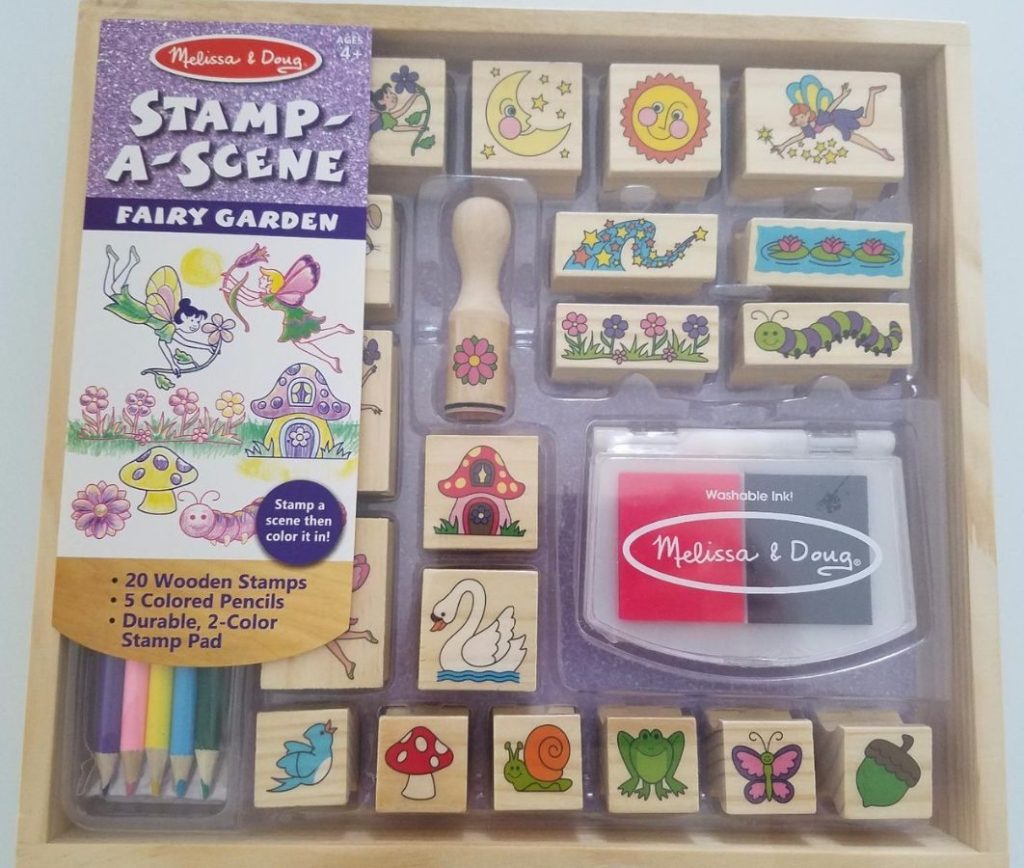 Melissa & Doug
AGES
4+
STAMP-
A-SCENE
FAIRY GARDEN
Stamp a
scene then
color it in!
• 20 Wooden Stamps
• 5 Colored Pencils
• Durable, 2-Color
Stamp Pad
Washable Ink!
Melissa & Doug®